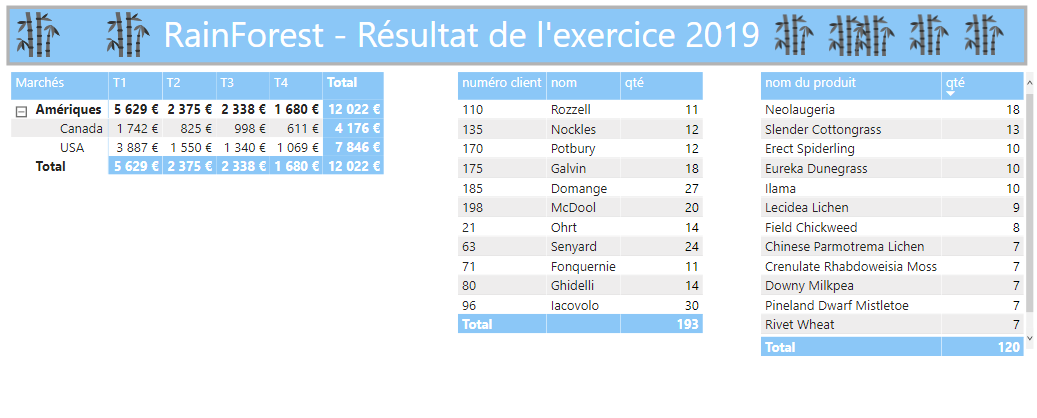 RainForest - Résultat de l'exercice 2019
Marchés T1 T2 T3 T4 Total
Amériques 5 629 € 2 375 € 2 338 € 1 680 € 12 022 €
Canada 1 742 € 825 € 998 € 611 € 4 176 €
USA 3 887 € 1 550 € 1 340 € 1 069 € 7 846 €
Total 5 629 € 2 375 € 2 338 € 1 680 € 12 022 €
numéro client nom qté
110 Rozzell 11
135 Nockles 12
170 Potbury 12
175 Galvin 18
185 Domange 27
198 McDool 20
21 Ohrt 14
63 Senyard 24
71 Fonquernie 11
80 Ghidelli 14
96 Iacovolo 30
Total 193
nom du produit qté
Neolaugeria 18
Slender Cottongrass 13
Erect Spiderling 10
Eureka Dunegrass 10
Ilama 10
Lecidea Lichen 9
Field Chickweed 8
Chinese Parmotrema Lichen 7
Crenulate Rhabdoweisia Moss 7
Downy Milkpea 7
Pineland Dwarf Mistletoe 7
Rivet Wheat 7
Total 120